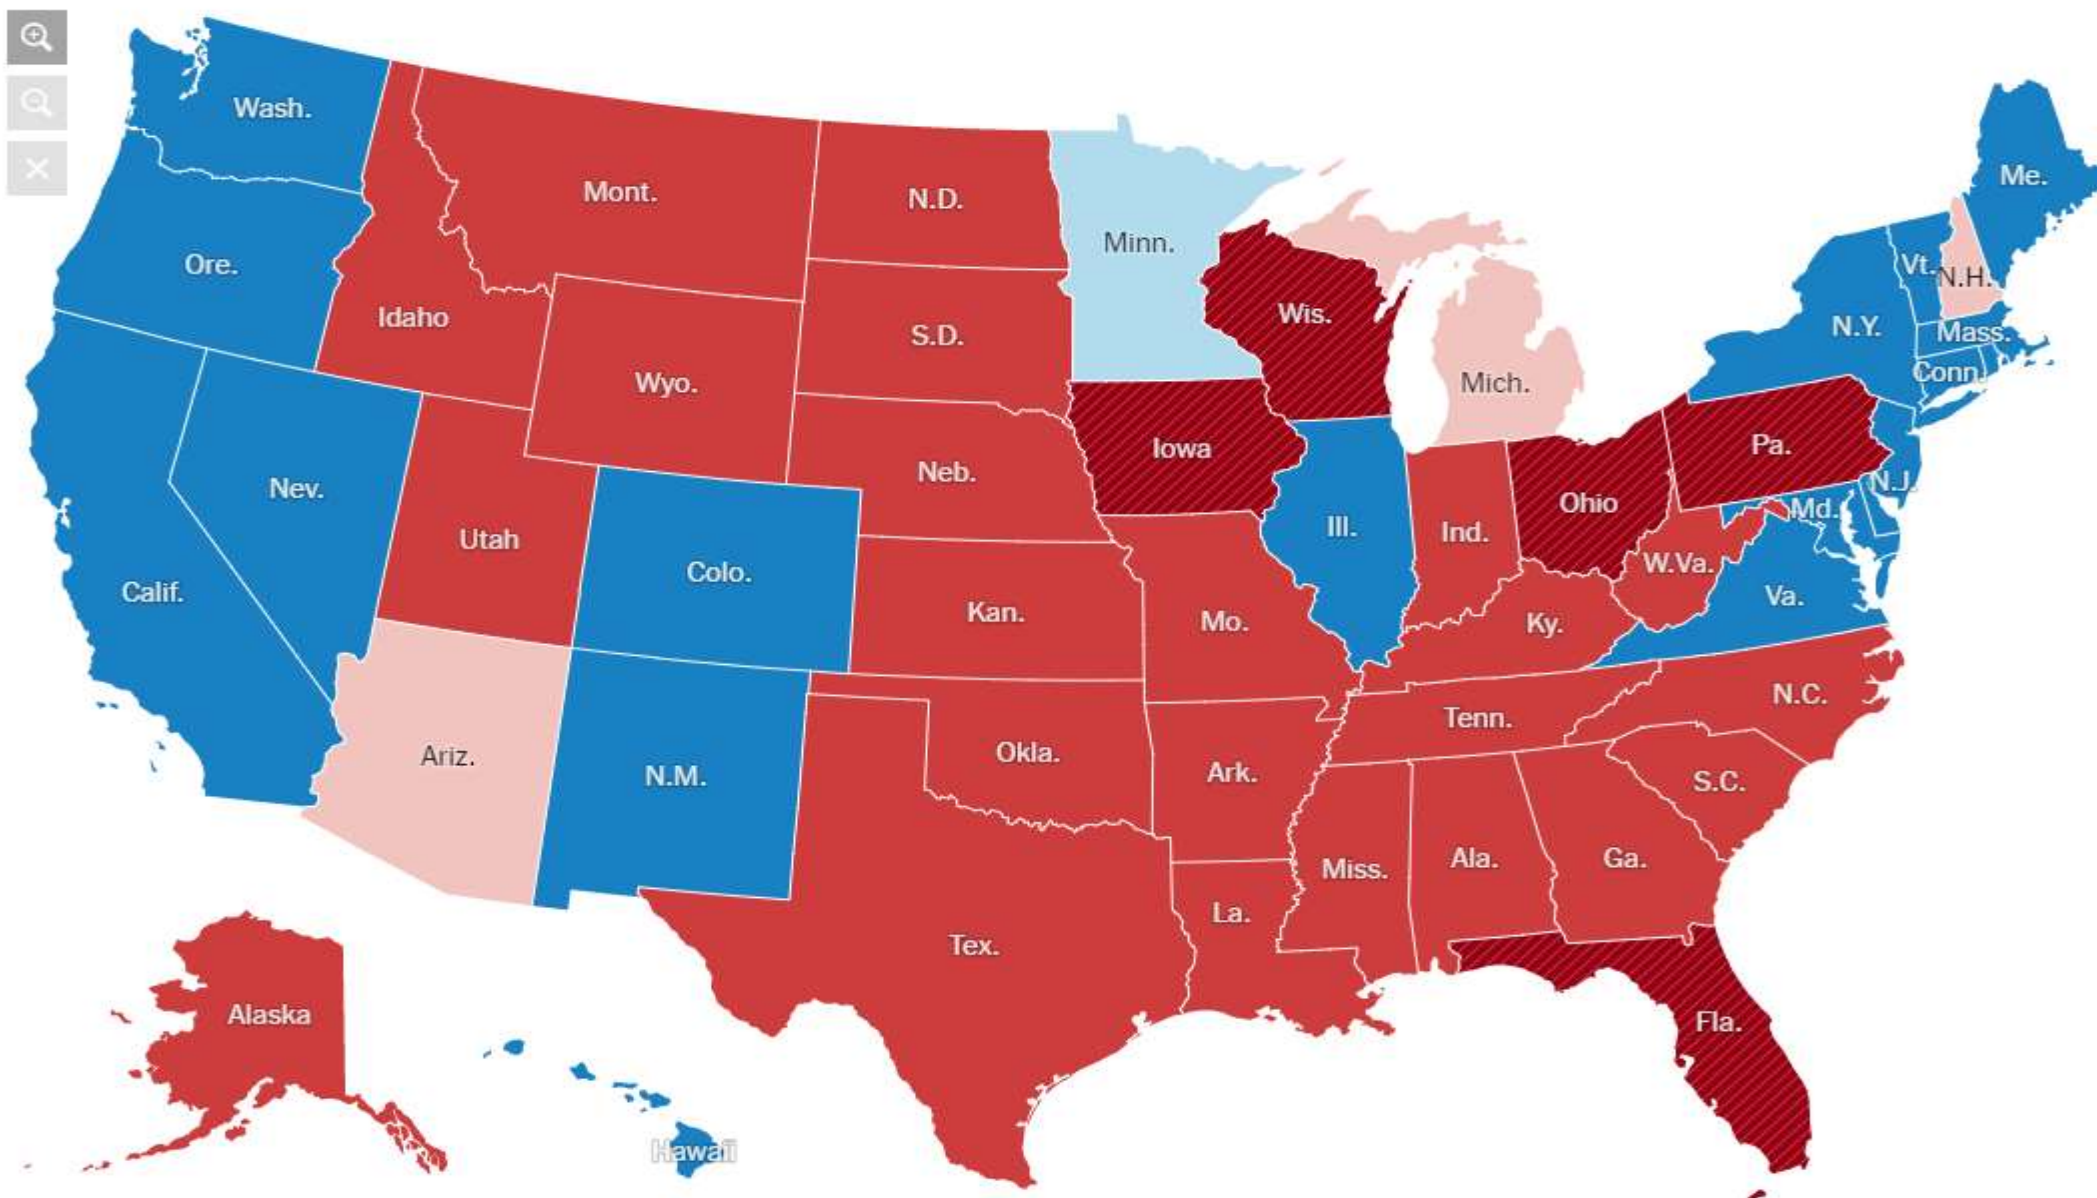 Wash.
Mont.
N.D.
Minn.
Me.
Ore.
Idaho
S.D.
Wis.
Vt.
N.H.
Wyo.
Mich.
N.Y.
Mass.
Conn.
Nev.
Neb.
Iowa
Pa.
Utah
Colo.
Ill.
Ind.
Ohio
N.J.
Md.
Calif.
Kan.
Mo.
Ky.
W.Va.
Va.
Ariz.
N.M.
Okla.
Ark.
Tenn.
N.C.
S.C.
Tex.
La.
Miss.
Ala.
Ga.
Alaska
Hawaii
Fla.